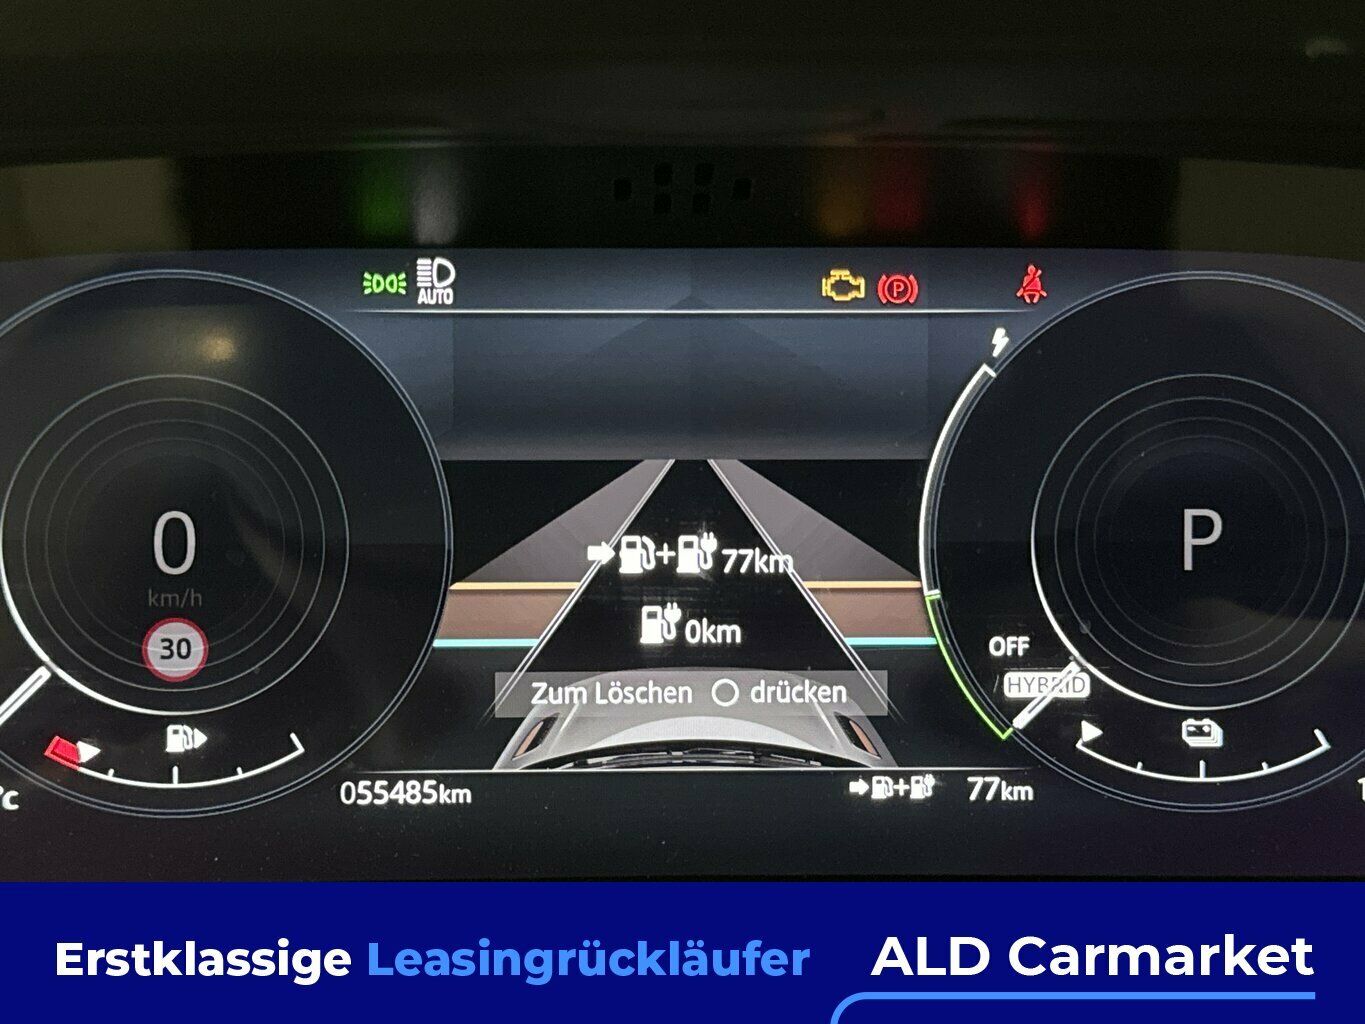 AUTO
P
0
km/h
30
P
77km
0km
OFF
HYBRID
Zum Löschen drücken
°c
055485km
77km
Erstklassige Leasingrückläufer
ALD Carmarket